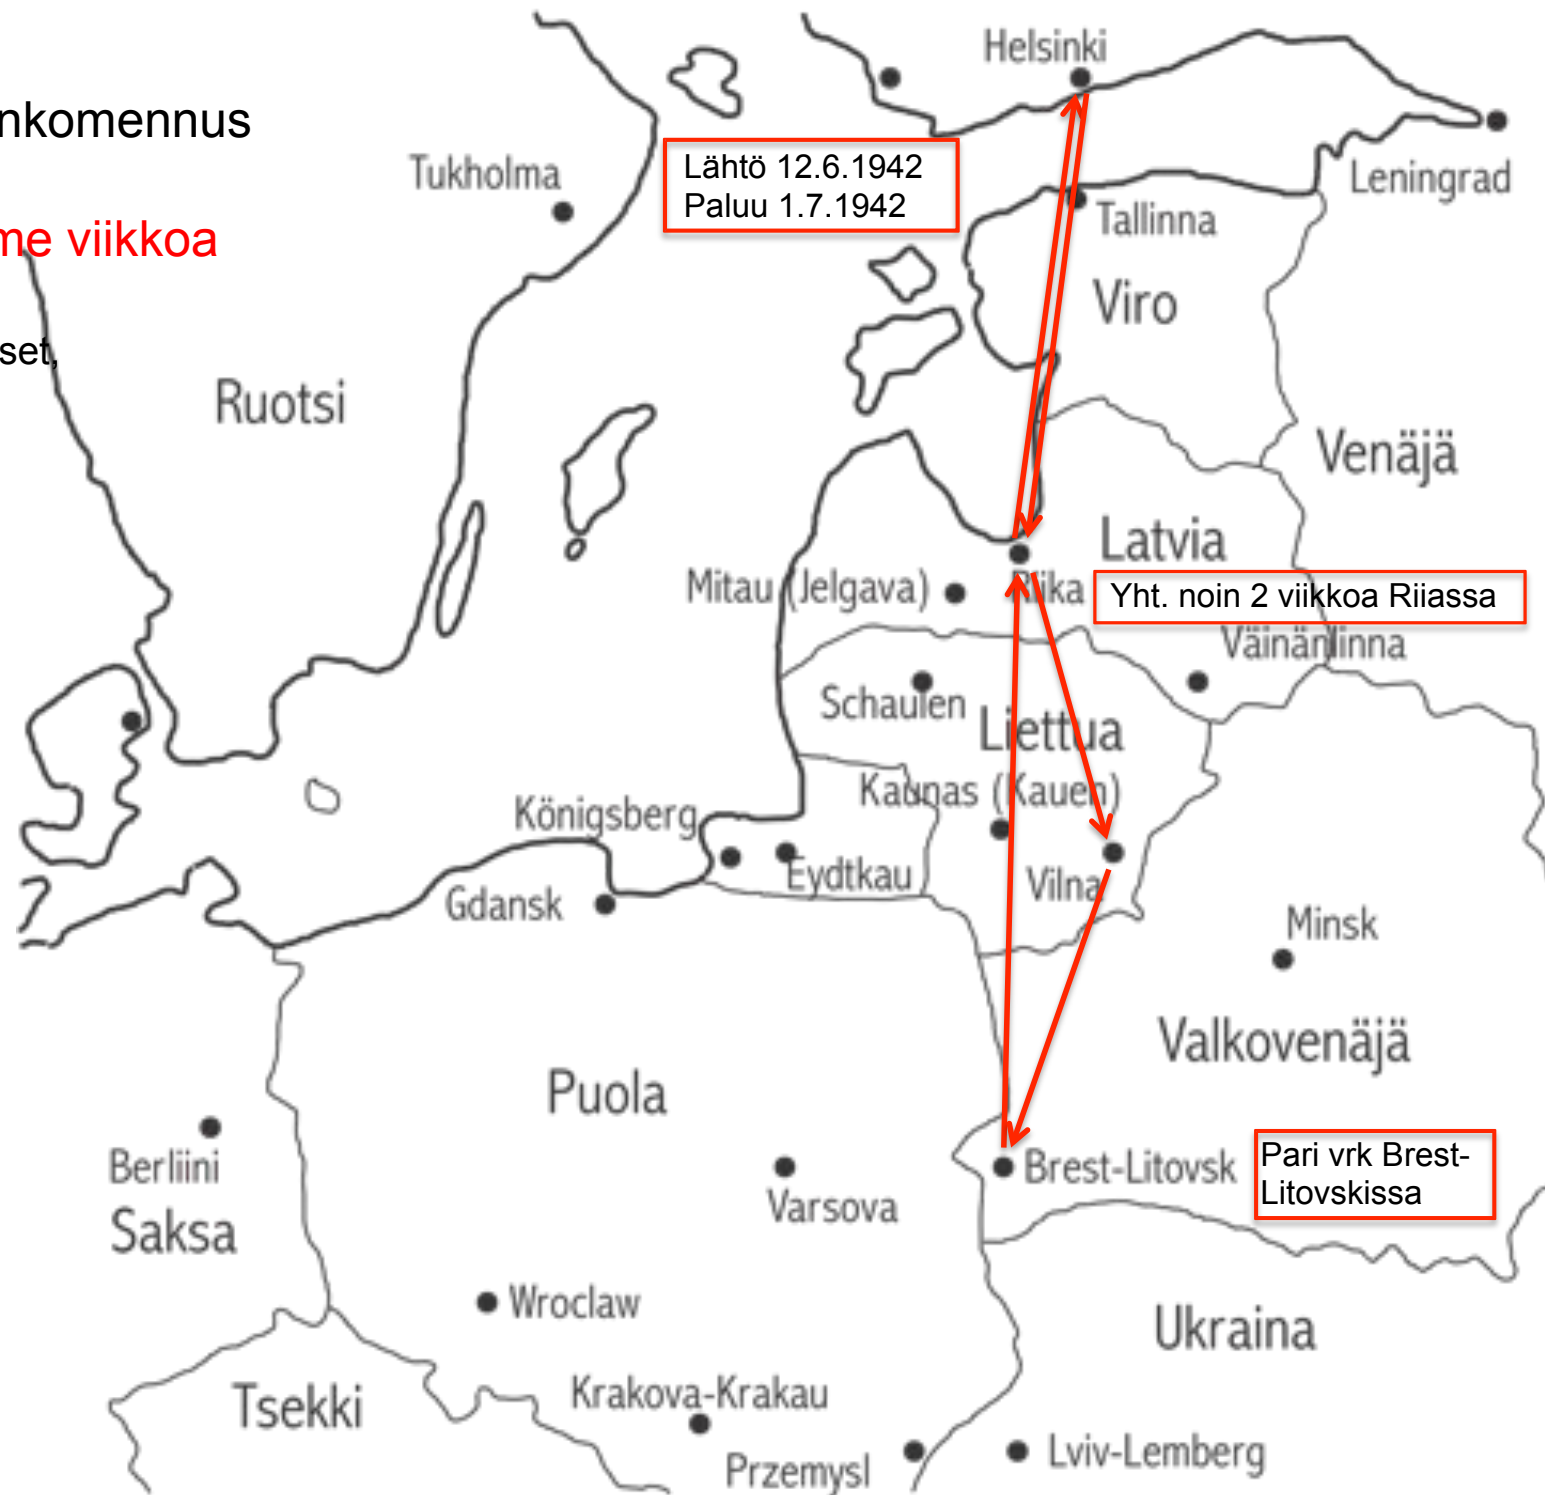 nkomennus
me viikkoa
set,
Helsinki
Leningrad
Tukholma
Lähtö 12.6.1942
Paluu 1.7.1942
Tallinna
Viro
Ruotsi
Venäjä
Latvia
Mitau (Jelgava)
Riika
Yht. noin 2 viikkoa Riiassa
Väinänlinna
Schaulen
Liettua
Kaunas (Kauen)
Königsberg
Eydtkau
Vilna
Gdansk
Minsk
Valkovenäjä
Puola
Berliini
Saksa
Varsova
Brest-Litovsk
Pari vrk Brest-
Litovskissa
Wroclaw
Ukraina
Tsekki
Krakova-Krakau
Przemysl
Lviv-Lemberg